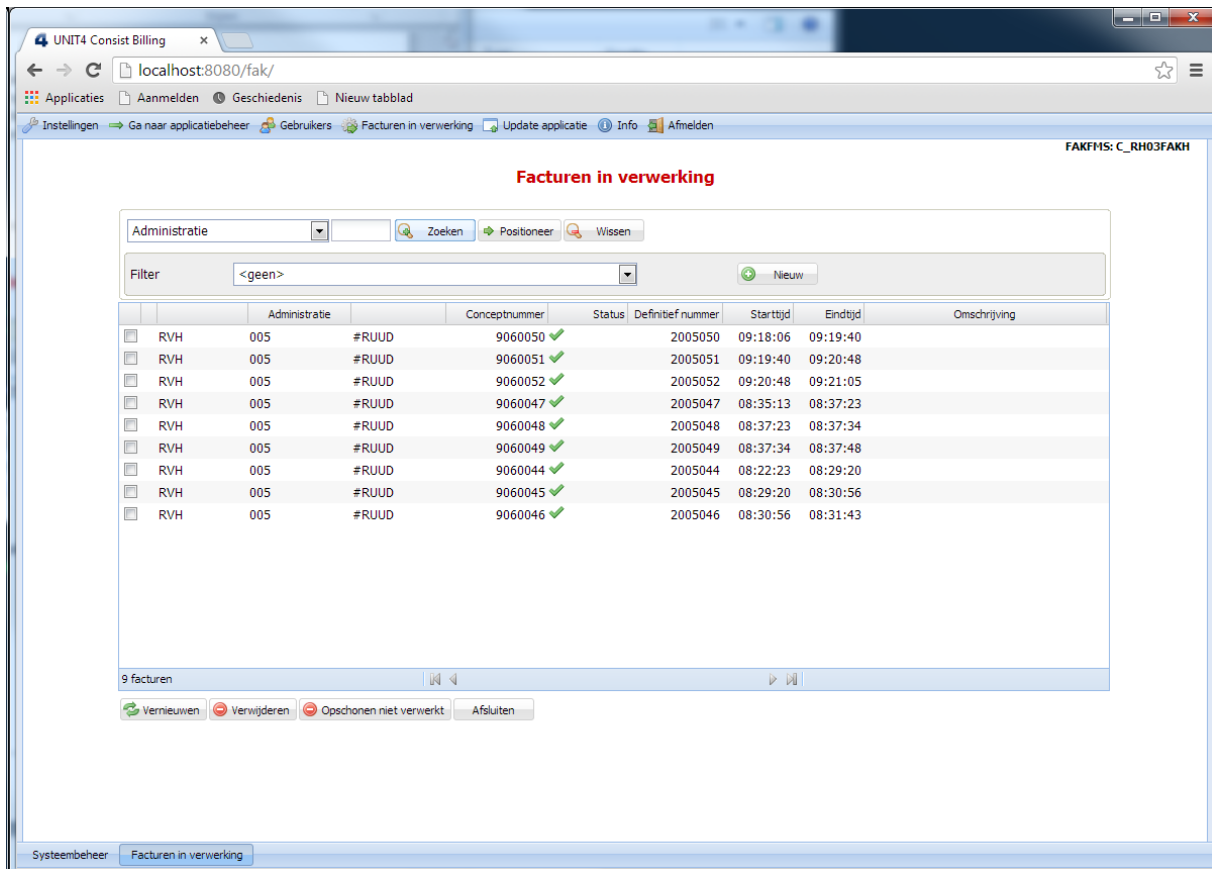 UNIT4 Consist Billing
localhost:8080/fak/
Applicaties Aanmelden Geschiedenis Nieuw tabblad
Instellingen Ga naar applicatiebeheer Gebruikers Facturen in verwerking Update applicatie Info Afmelden
FAKFMS: C_RH03FAKH
Facturen in verwerking
Administratie Zoeken Positioneer Wissen
Filter <geen> Nieuw
Administratie Conceptnummer Status Definitief nummer Starttijd Eindtijd Omschrijving
RVH 005 #RUUD 9060050 2005050 09:18:06 09:19:40
RVH 005 #RUUD 9060051 2005051 09:19:40 09:20:48
RVH 005 #RUUD 9060052 2005052 09:20:48 09:21:05
RVH 005 #RUUD 9060047 2005047 08:35:13 08:37:23
RVH 005 #RUUD 9060048 2005048 08:37:23 08:37:34
RVH 005 #RUUD 9060049 2005049 08:37:34 08:37:48
RVH 005 #RUUD 9060044 2005044 08:22:23 08:29:20
RVH 005 #RUUD 9060045 2005045 08:29:20 08:30:56
RVH 005 #RUUD 9060046 2005046 08:30:56 08:31:43
9 facturen
Vernieuwen Verwijderen Opschonen niet verwerkt Afsluiten
Systeembeheer Facturen in verwerking